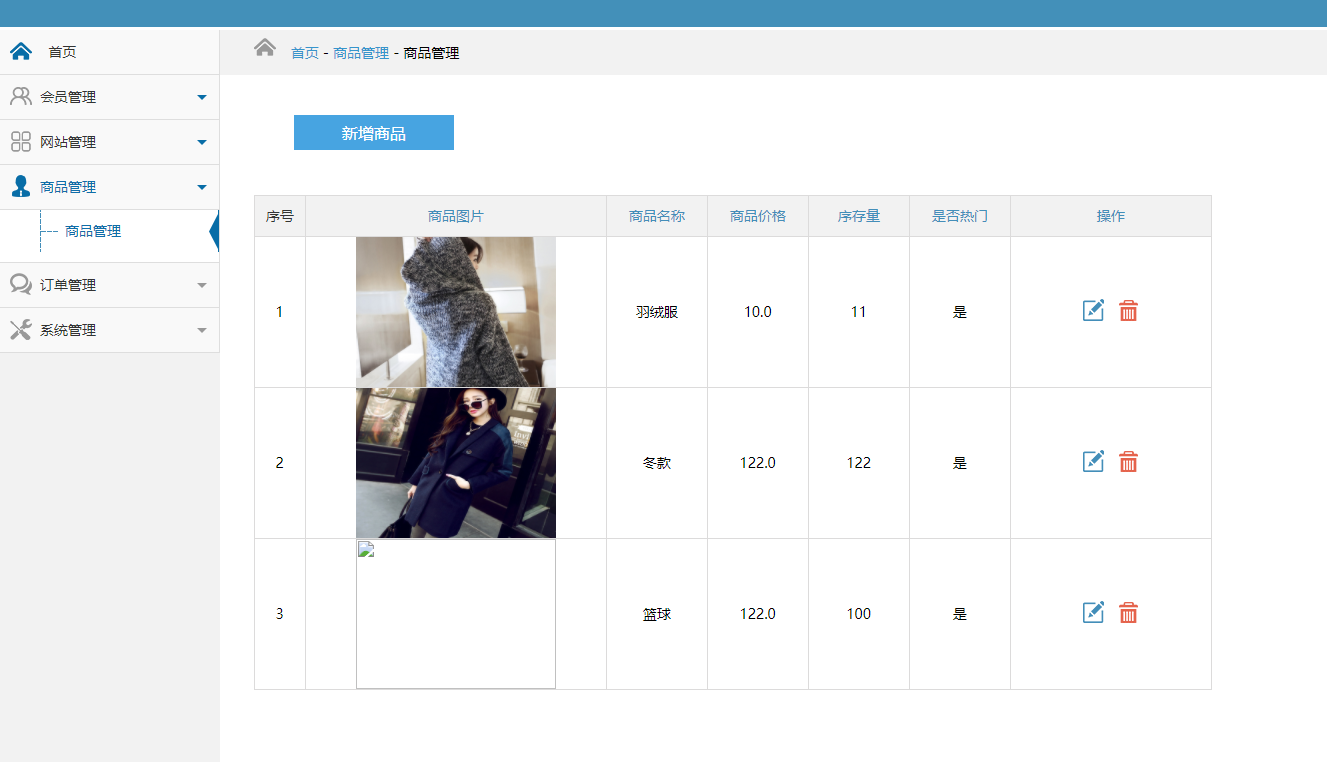 首页
会员管理
网站管理
商品管理
商品管理
订单管理
系统管理
首页 - 商品管理 - 商品管理
新增商品
序号 商品图片 商品名称 商品价格 序存量 是否热门 操作
1 羽绒服 10.0 11 是
2 冬款 122.0 122 是
3 篮球 122.0 100 是